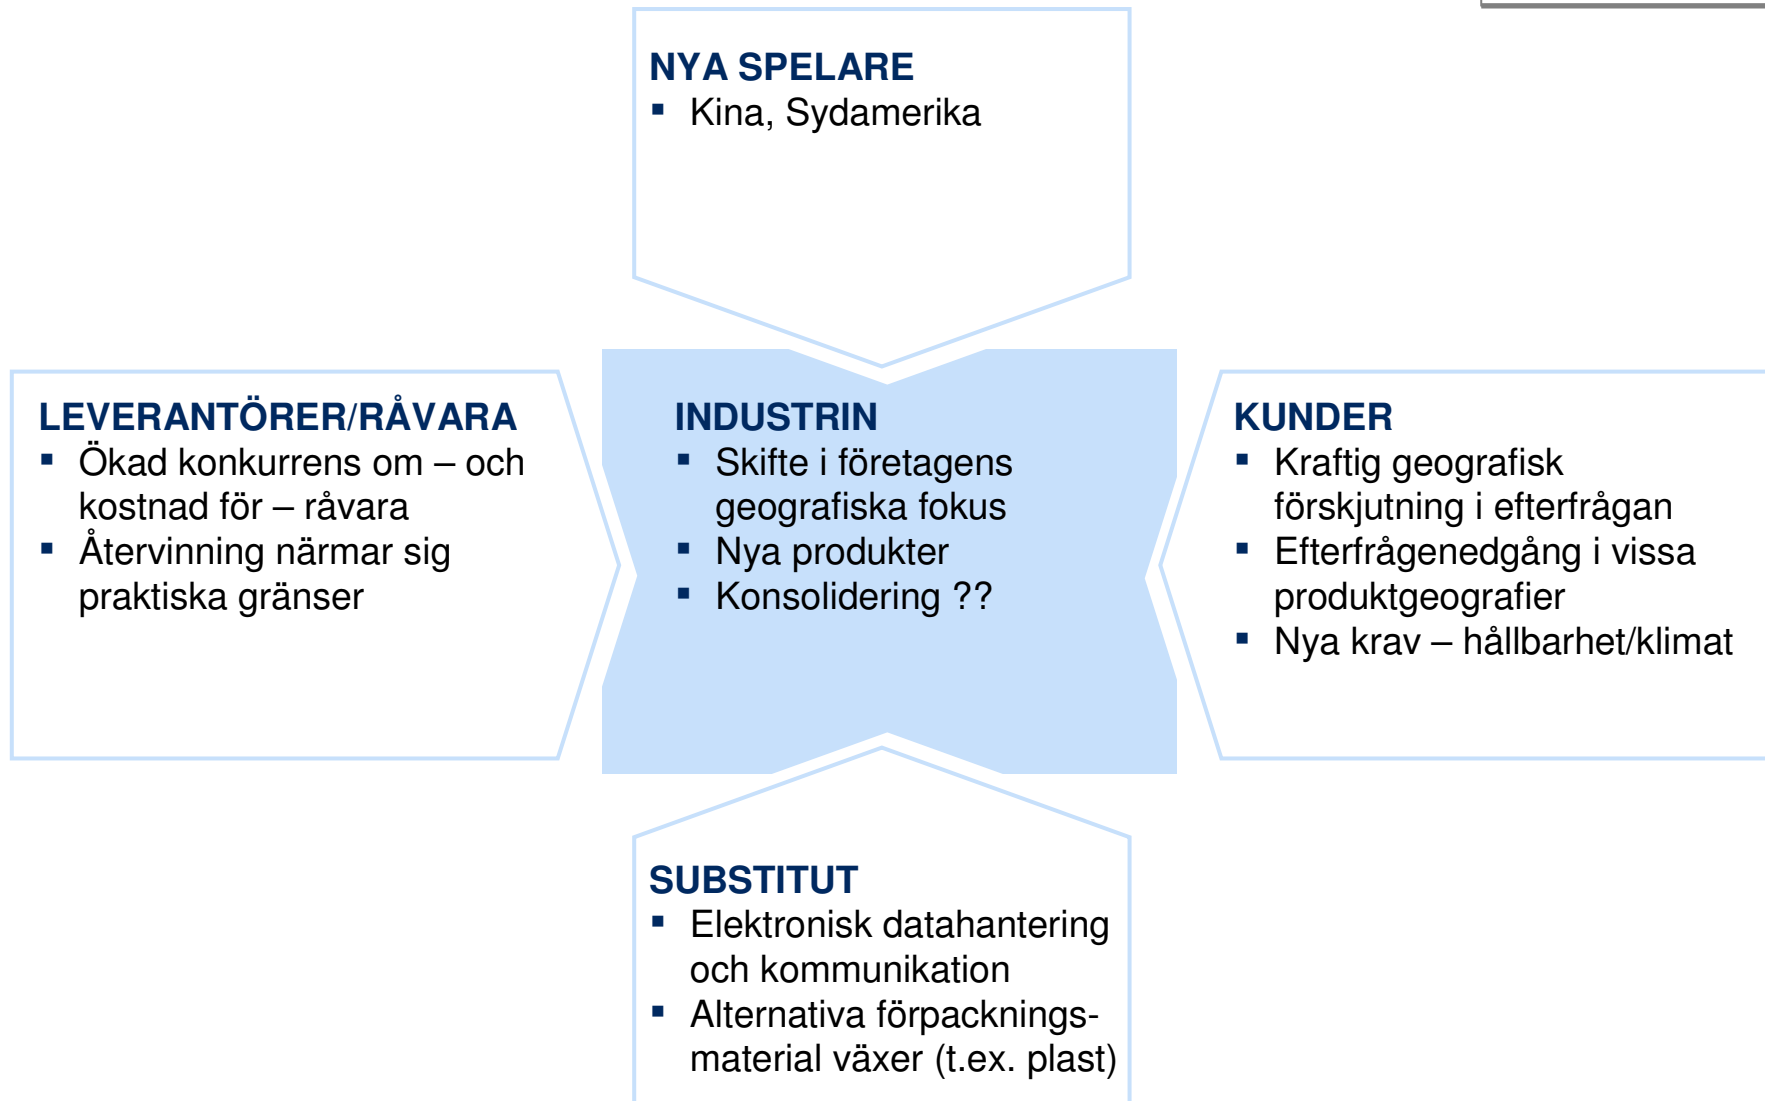 NYA SPELARE
▪ Kina, Sydamerika
LEVERANTÖRER/RÅVARA
▪ Ökad konkurrens om – och
kostnad för – råvara
▪ Återvinning närmar sig
praktiska gränser
INDUSTRIN
▪ Skifte i företagens
geografiska fokus
▪ Nya produkter
▪ Konsolidering ??
KUNDER
▪ Kraftig geografisk
förskjutning i efterfrågan
▪ Efterfrågenedgång i vissa
produktgeografier
▪ Nya krav – hållbarhet/klimat
SUBSTITUT
▪ Elektronisk datahantering
och kommunikation
▪ Alternativa förpacknings-
material växer (t.ex. plast)